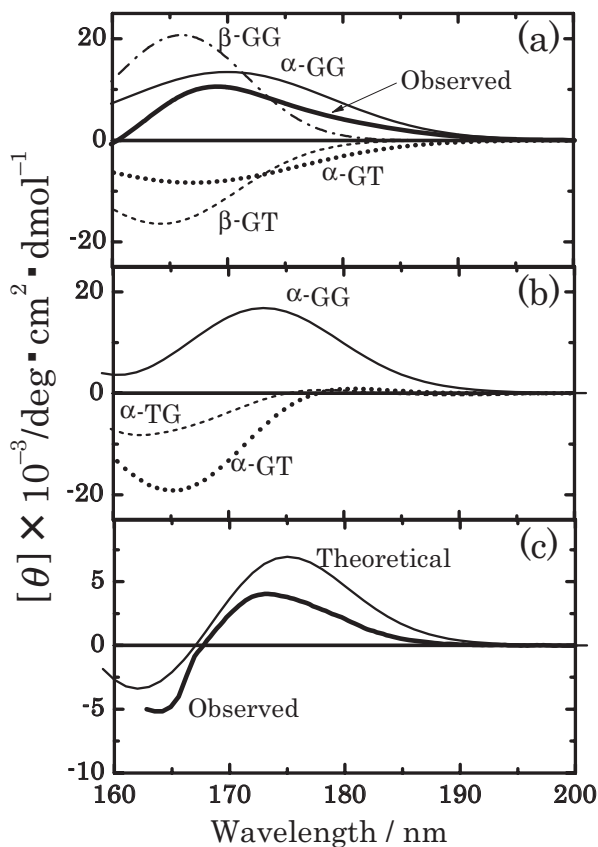 [θ] × 10⁻³/deg▪cm²▪dmol⁻¹
20
0
-20
(a)
β-GG
α-GG
Observed
α-GT
β-GT
20
0
-20
(b)
α-GG
α-TG
α-GT
5
0
-5
-10
(c)
Theoretical
Observed
160 170 180 190 200
Wavelength / nm